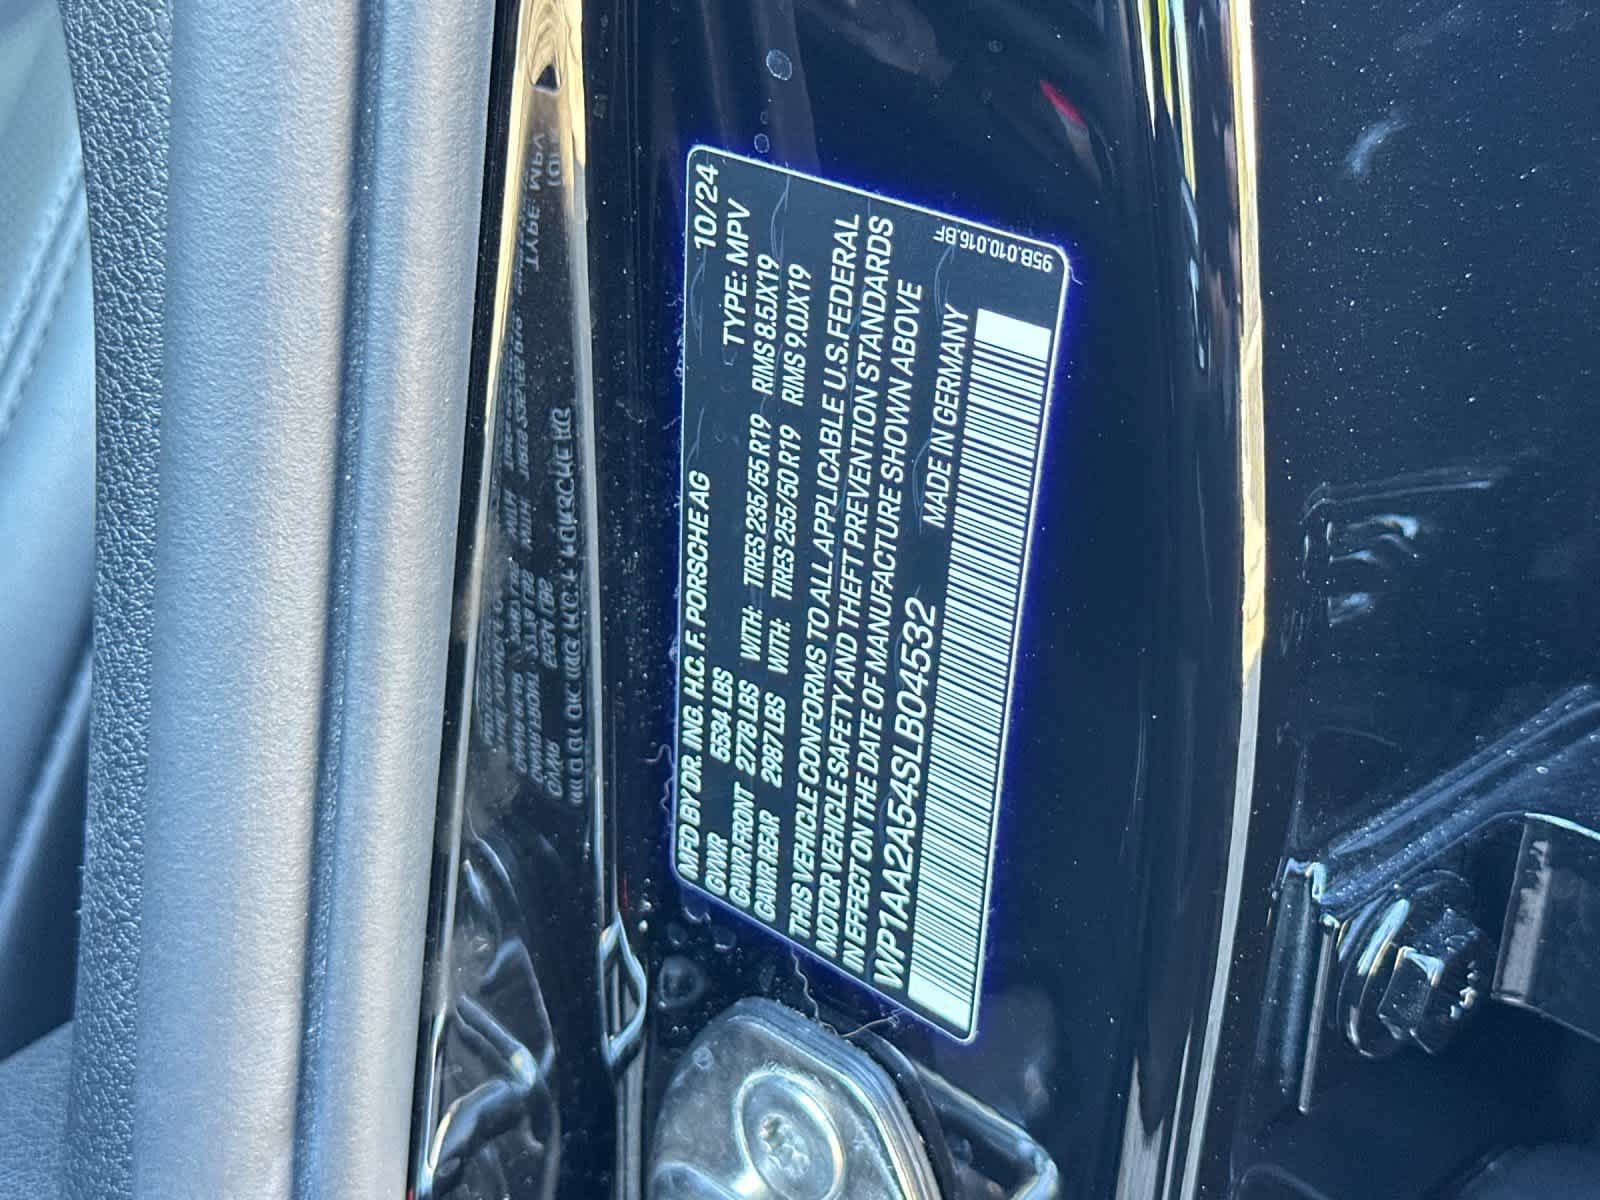 MFD BY DR. ING. H.C. F. PORSCHE AG 10/24
GVWR 5534 LBS TYPE: MPV
GAWR FRONT 2778 LBS WITH: TIRES 235/55 R19 RIMS 8.5JX19
GAWR REAR 2987 LBS WITH: TIRES 255/50 R19 RIMS 9.0JX19
THIS VEHICLE CONFORMS TO ALL APPLICABLE U.S. FEDERAL
MOTOR VEHICLE SAFETY AND THEFT PREVENTION STANDARDS
IN EFFECT ON THE DATE OF MANUFACTURE SHOWN ABOVE
WP1AA2A54SLB04532 MADE IN GERMANY
95B.010.016.BF